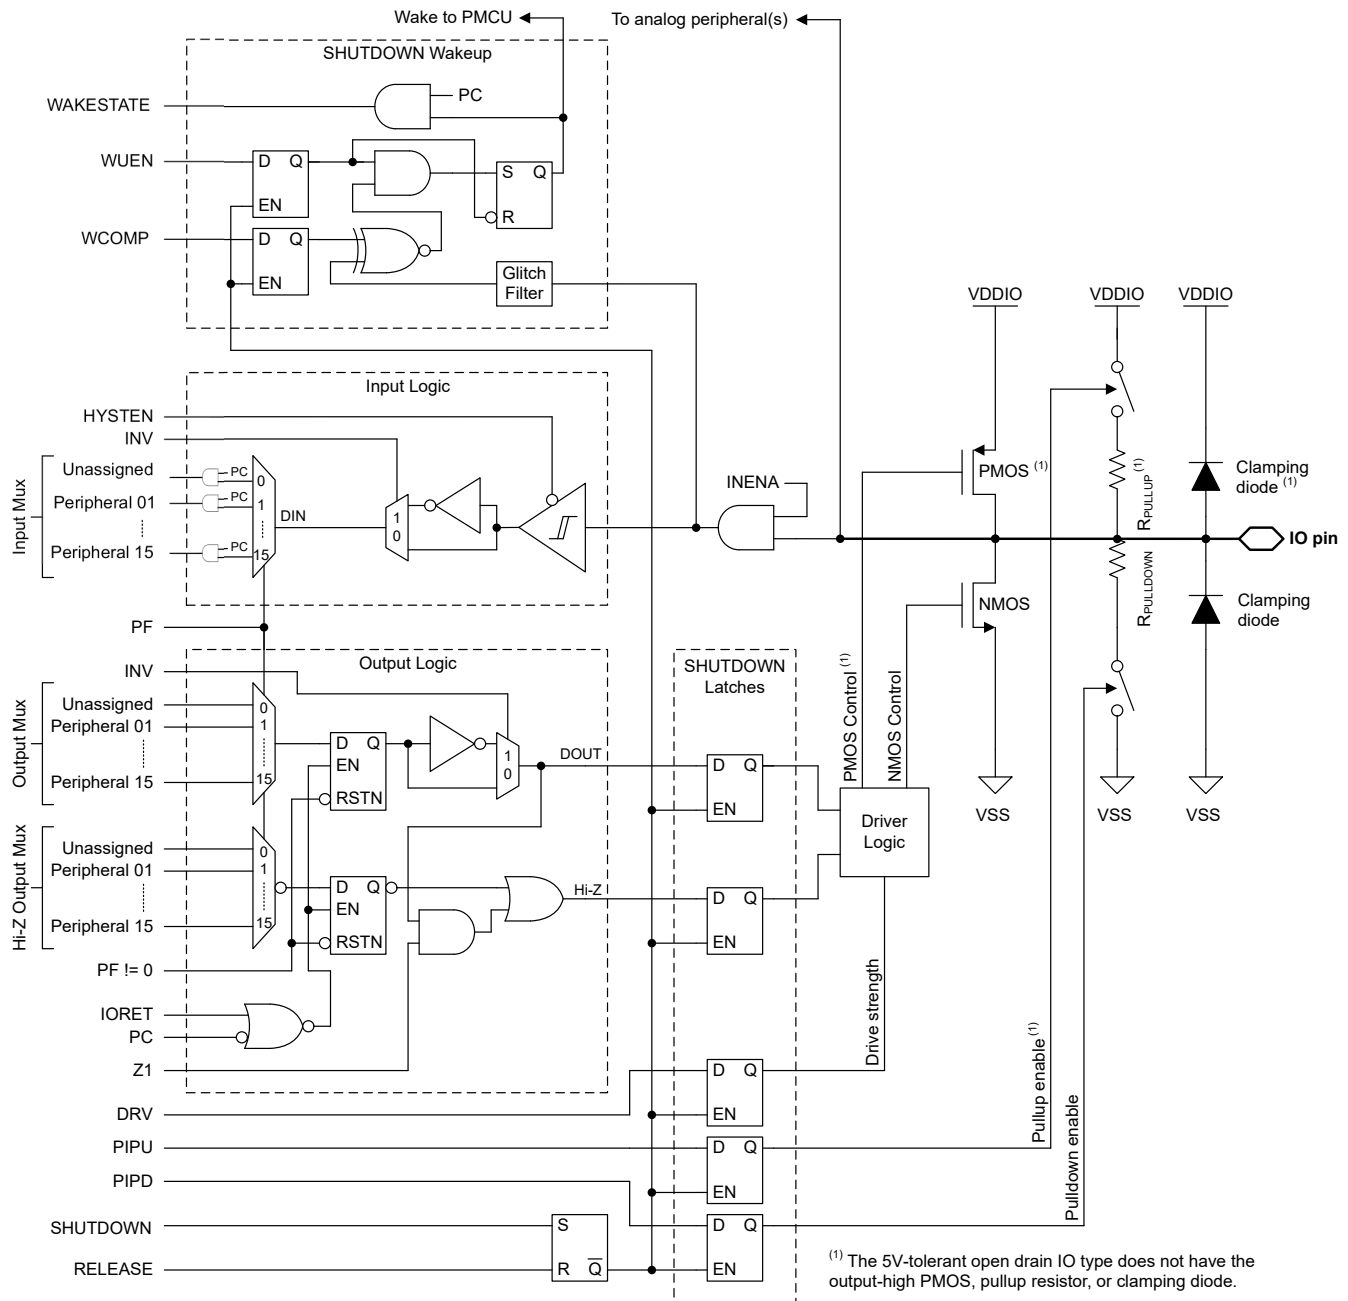 Wake to PMCU
To analog peripheral(s)
SHUTDOWN Wakeup
WAKESTATE
PC
WUEN
D Q
EN
S Q
R
WCOMP
D Q
EN
Glitch
Filter
VDDIO
VDDIO
VDDIO
Input Logic
HYSTEN
INV
Input Mux
Unassigned
PC
0
Peripheral 01
PC
1
Peripheral 15
PC
15
DIN
1
0
INENA
PMOS (1)
RPULLUP (1)
Clamping
diode (1)
IO pin
RPULLDOWN
NMOS
Clamping
diode
PF
Output Logic
INV
Output Mux
Unassigned
0
Peripheral 01
1
Peripheral 15
15
D Q
EN
RSTN
1
0
DOUT
SHUTDOWN
Latches
D Q
EN
PMOS Control (1)
NMOS Control
Driver
Logic
VSS
VSS
VSS
Hi-Z Output Mux
Unassigned
0
Peripheral 01
1
Peripheral 15
15
D Q
EN
RSTN
Hi-Z
D Q
EN
PF != 0
IORET
PC
Z1
Drive strength
D Q
EN
DRV
PIPU
D Q
EN
Pullup enable (1)
PIPD
Pulldown enable
SHUTDOWN
S
D Q
EN
RELEASE
R Q
(1) The 5V-tolerant open drain IO type does not have the
output-high PMOS, pullup resistor, or clamping diode.